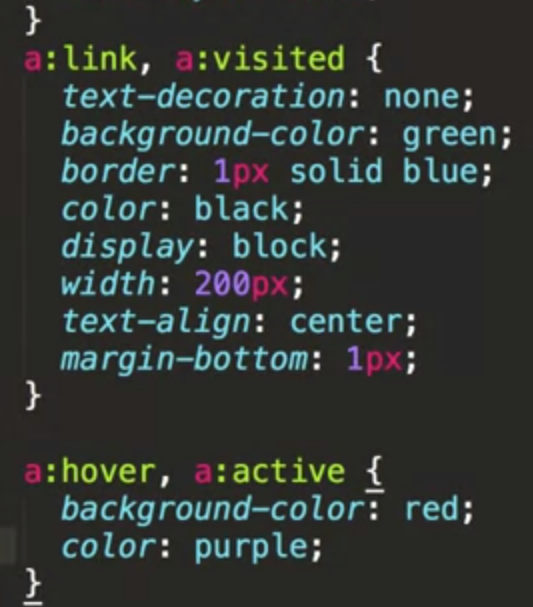 }
a:link, a:visited {
  text-decoration: none;
  background-color: green;
  border: 1px solid blue;
  color: black;
  display: block;
  width: 200px;
  text-align: center;
  margin-bottom: 1px;
}

a:hover, a:active {
  background-color: red;
  color: purple;
}